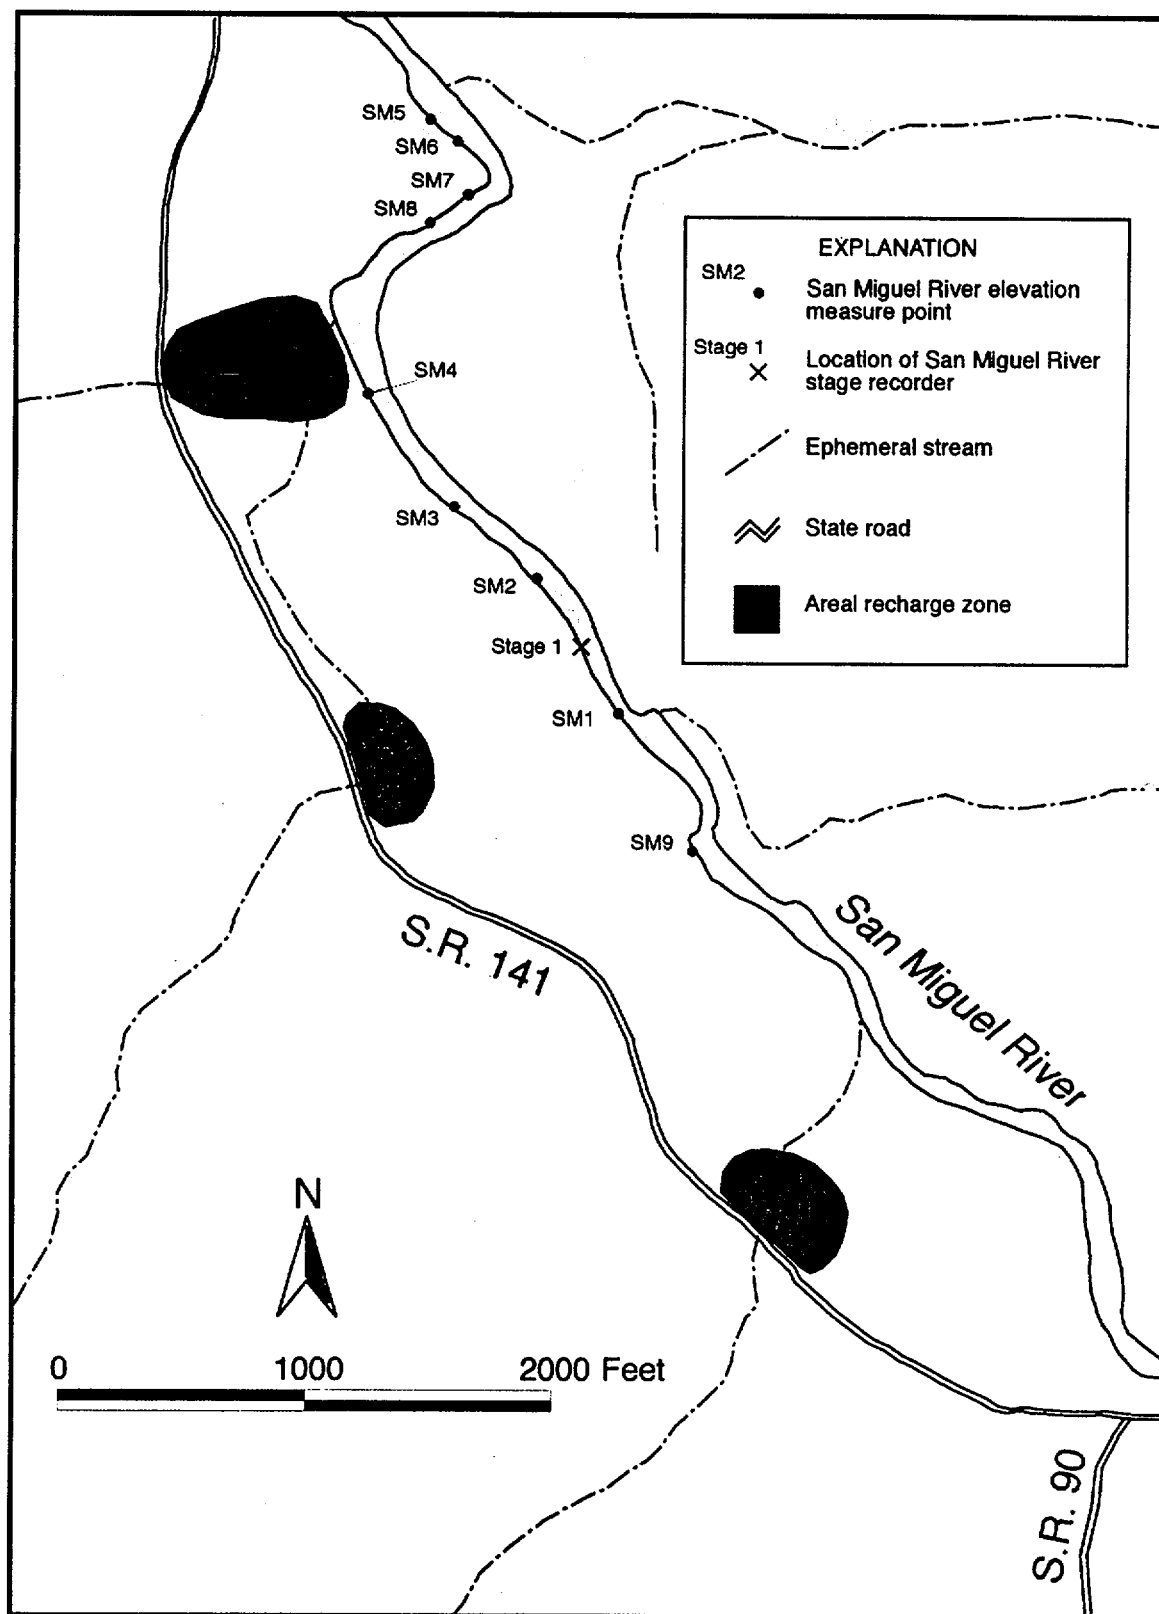 SM5
SM6
SM7
SM8
EXPLANATION
SM2
San Miguel River elevation
measure point
Stage 1
Location of San Miguel River
stage recorder
SM4
Ephemeral stream
SM3
State road
SM2
Areal recharge zone
Stage 1
SM1
SM9
San Miguel River
S.R. 141
N
0 1000 2000 Feet
S.R. 90